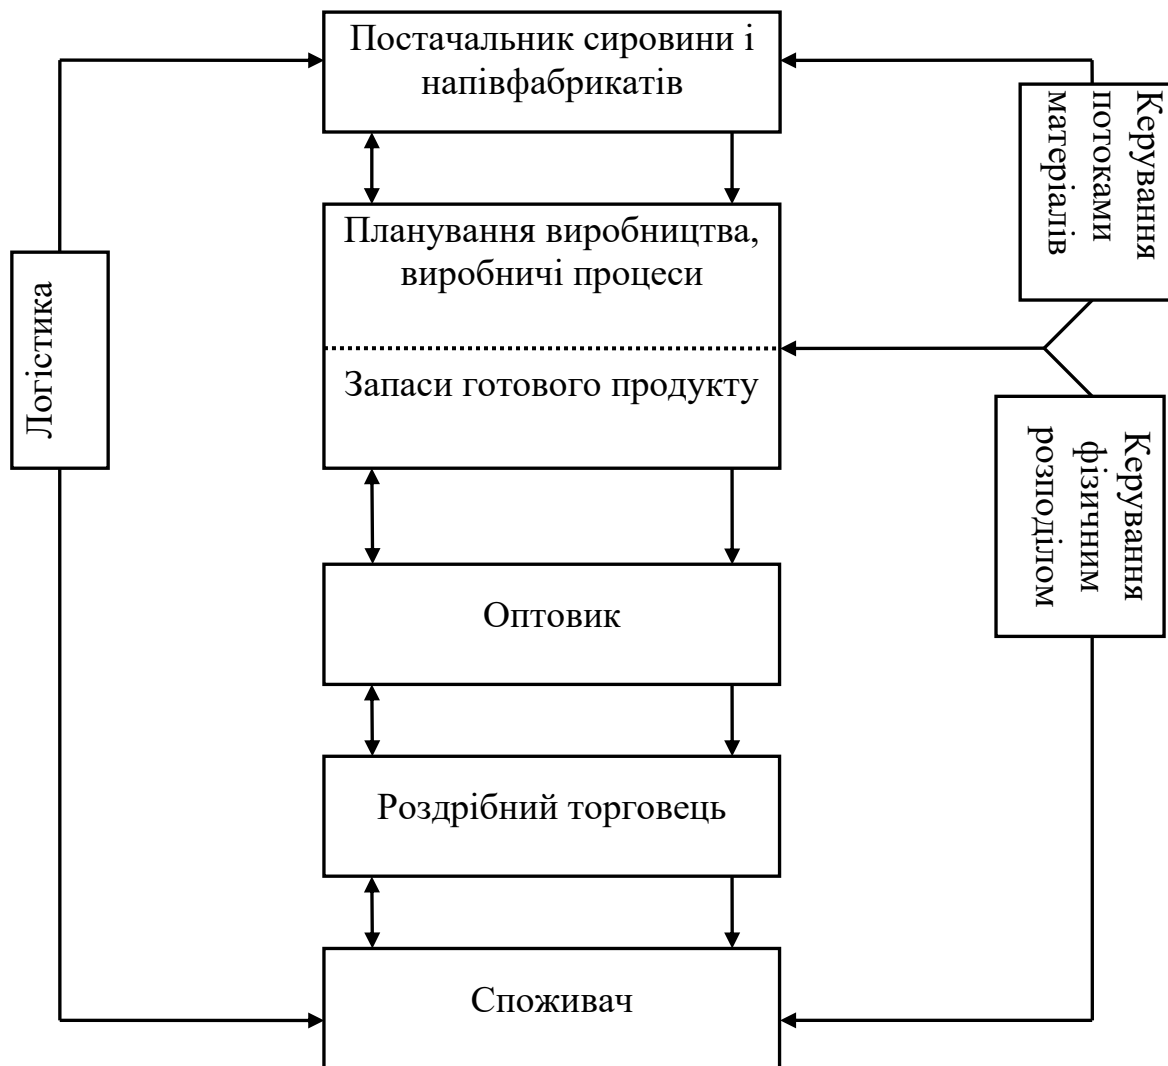 Постачальник сировини і
напівфабрикатів
Керування
потоками
матеріалів
Планування виробництва,
виробничі процеси
Логістика
Запаси готового продукту
Керування
фізичним
розподілом
Оптовик
Роздрібний торговець
Споживач